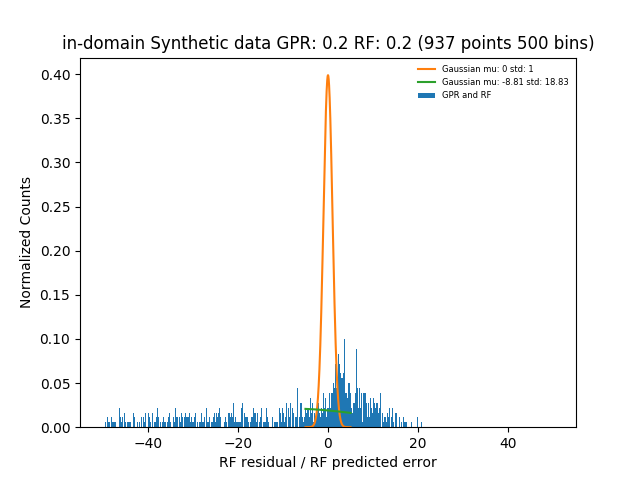 in-domain Synthetic data GPR: 0.2 RF: 0.2 (937 points 500 bins)
Gaussian mu: 0 std: 1
Gaussian mu: -8.81 std: 18.83
GPR and RF
Normalized Counts
0.40
0.35
0.30
0.25
0.20
0.15
0.10
0.05
0.00
−40 −20 0 20 40
RF residual / RF predicted error